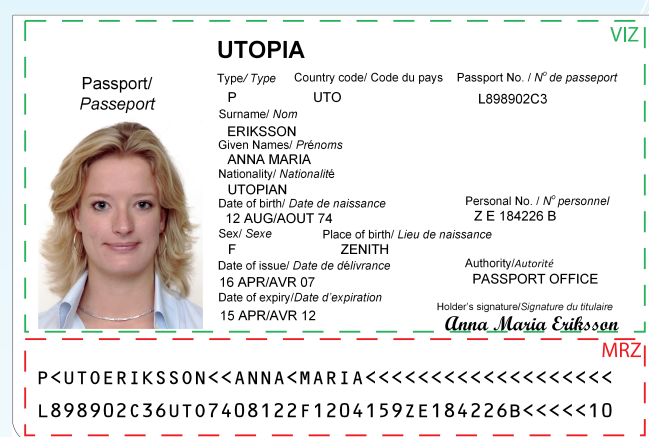 VIZ
UTOPIA
Passport/
Passeport
Type/ Type Country code/ Code du pays Passport No. / N° de passeport
P UTO L898902C3
Surname/ Nom
ERIKSSON
Given Names/ Prénoms
ANNA MARIA
Nationality/ Nationalité
UTOPIAN
Date of birth/ Date de naissance Personal No. / N° personnel
12 AUG/AOUT 74 Z E 184226 B
Sex/ Sexe Place of birth/ Lieu de naissance
F ZENITH
Date of issue/ Date de délivrance Authority/Autorité
16 APR/AVR 07 PASSPORT OFFICE
Date of expiry/Date d'expiration
15 APR/AVR 12
Holder's signature/Signature du titulaire
Anna Maria Eriksson
MRZ
P<UTOERIKSSON<<ANNA<MARIA<<<<<<<<<<<<<<<<<<<
L898902C36UTO7408122F1204159ZE184226B<<<<<10